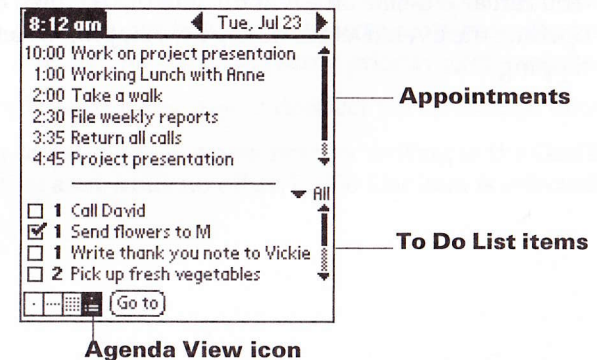 8:12 am Tue, Jul 23
10:00 Work on project presentaion
1:00 Working Lunch with Anne
2:00 Take a walk
2:30 File weekly reports
3:35 Return all calls
4:45 Project presentation
Appointments
All
1 Call David
1 Send flowers to M
1 Write thank you note to Vickie
2 Pick up fresh vegetables
To Do List items
Go to
Agenda View icon